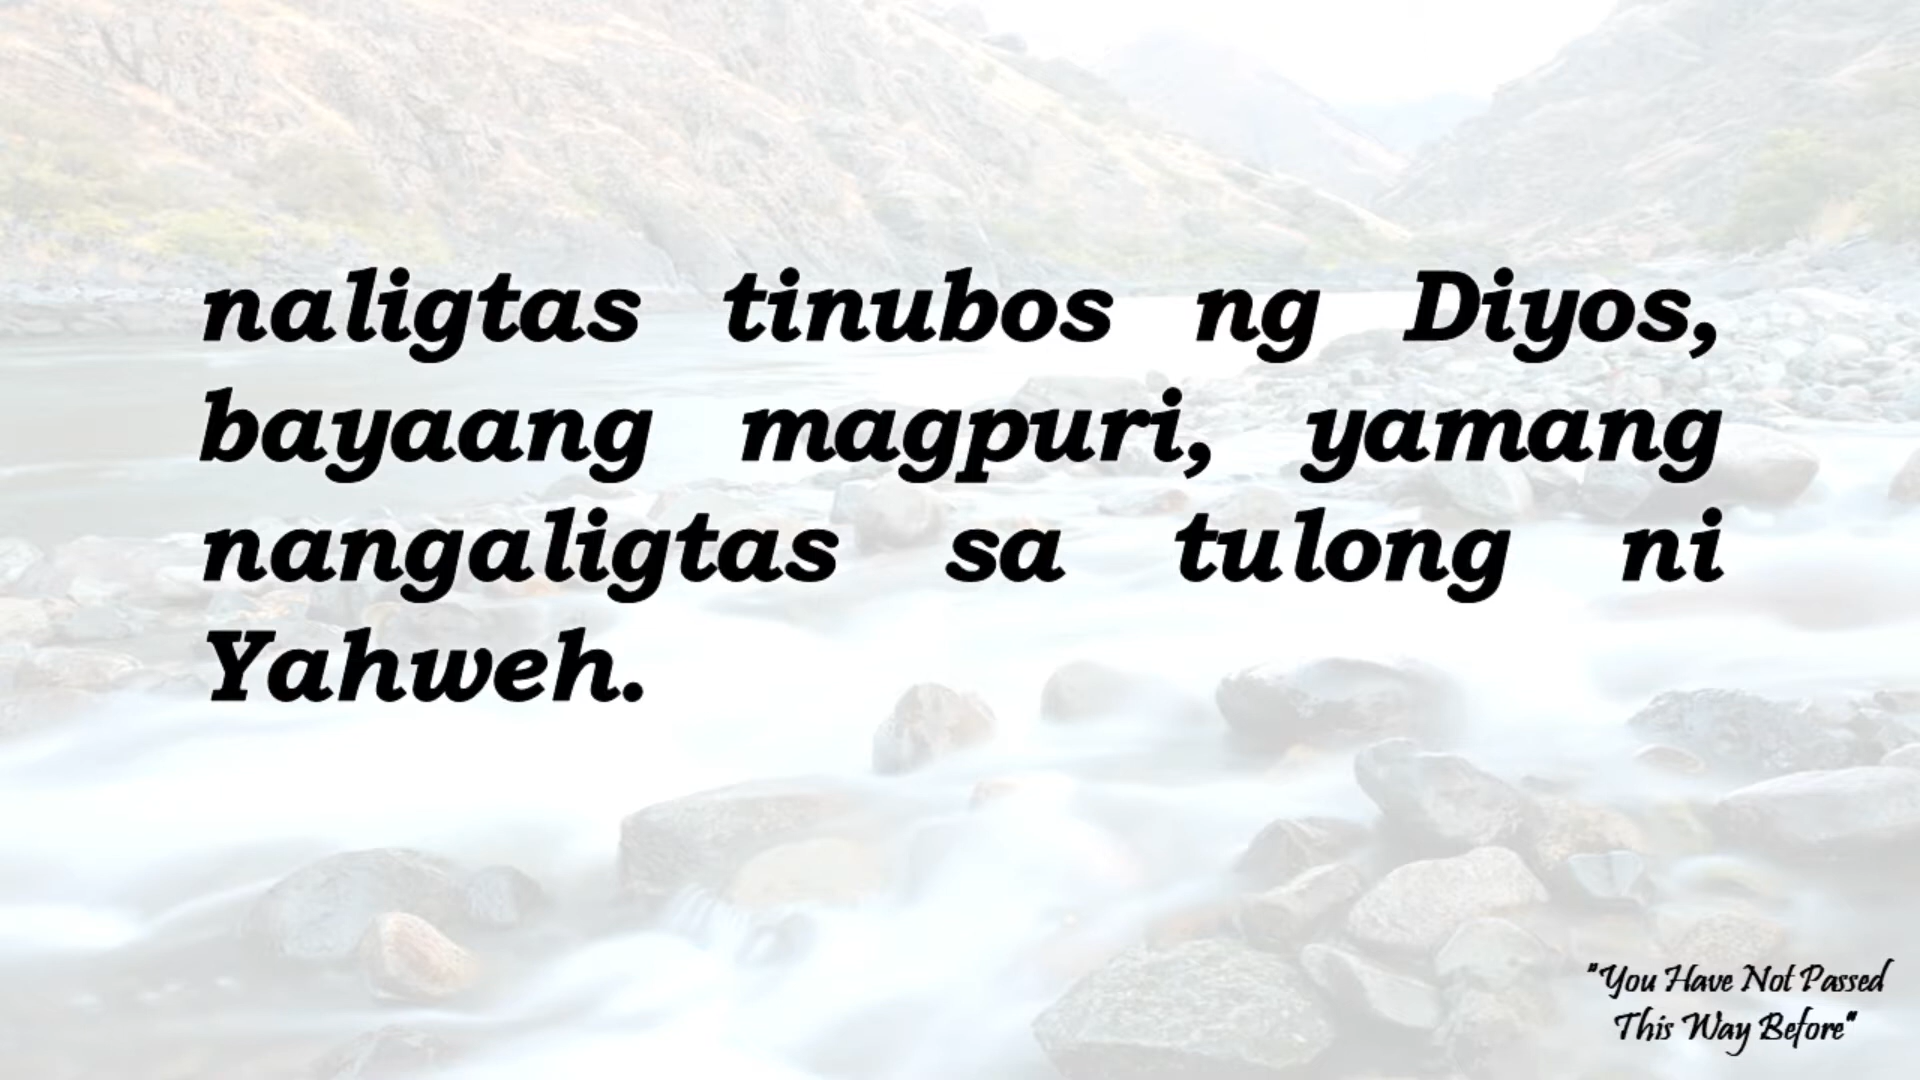 naligtas tinubos ng Diyos,
bayaang magpuri, yamang
nangaligtas sa tulong ni
Yahweh.
"You Have Not Passed
This Way Before"